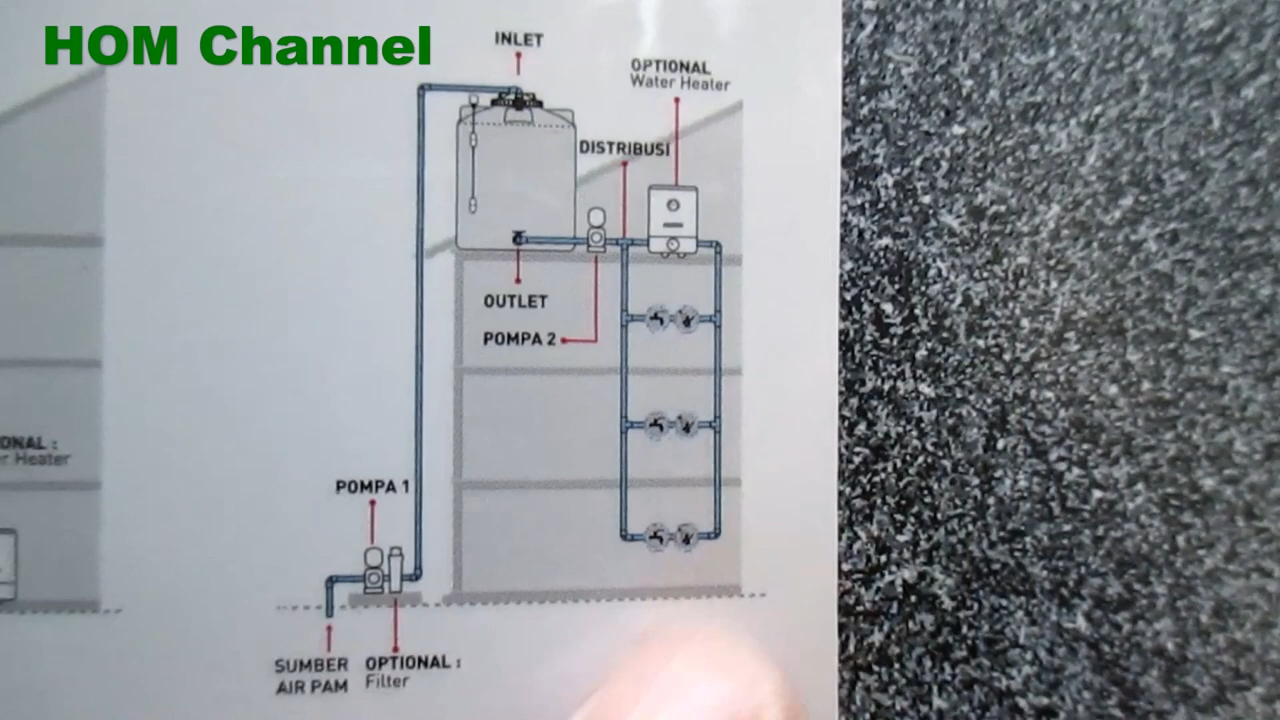 HOM Channel
INLET
OPTIONAL
Water Heater
DISTRIBUSI
OUTLET
POMPA 2
ONAL :
r Heater
POMPA 1
SUMBER
AIR PAM
OPTIONAL :
Filter